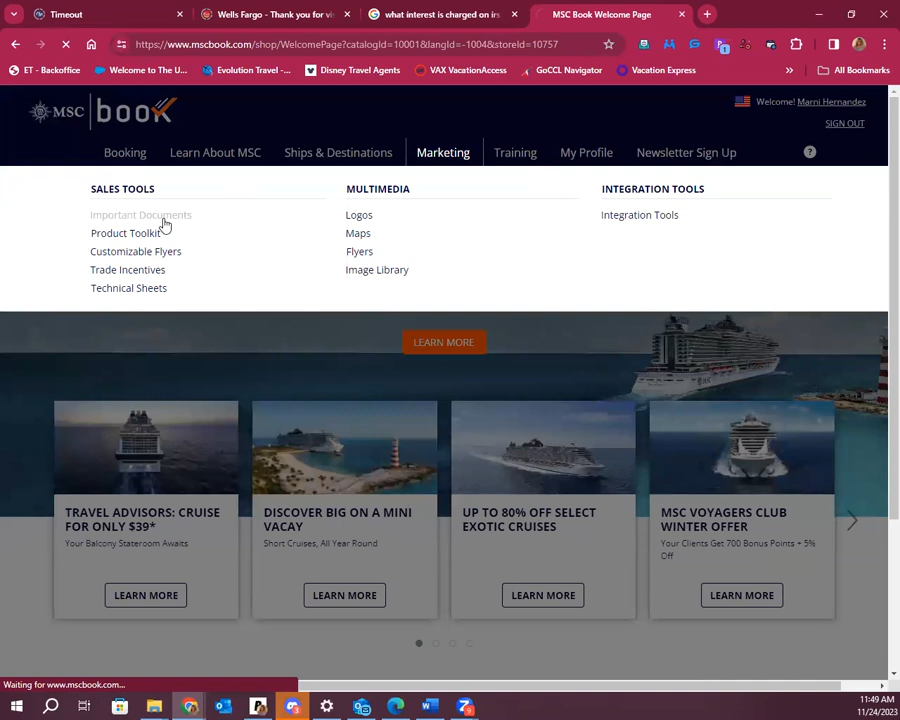 Timeout
Wells Fargo - Thank you for vi
what interest is charged on irs
MSC Book Welcome Page
https://www.mscbook.com/shop/WelcomePage?catalogId=10001&langId=-1004&storeId=10757
ET - Backoffice
Welcome to The U...
Evolution Travel -...
Disney Travel Agents
VAX VacationAccess
GoCCL Navigator
Vacation Express
»
All Bookmarks
MSC book
Welcome! Marni Hernandez
SIGN OUT
Booking
Learn About MSC
Ships & Destinations
Marketing
Training
My Profile
Newsletter Sign Up
?
SALES TOOLS
Important Documents
Product Toolkit
Customizable Flyers
Trade Incentives
Technical Sheets
MULTIMEDIA
Logos
Maps
Flyers
Image Library
INTEGRATION TOOLS
Integration Tools
LEARN MORE
TRAVEL ADVISORS: CRUISE
FOR ONLY $39*
Your Balcony Stateroom Awaits
LEARN MORE
DISCOVER BIG ON A MINI
VACAY
Short Cruises, All Year Round
LEARN MORE
UP TO 80% OFF SELECT
EXOTIC CRUISES
LEARN MORE
MSC VOYAGERS CLUB
WINTER OFFER
Your Clients Get 700 Bonus Points + 5%
Off
LEARN MORE
Waiting for www.mscbook.com...
11:49 AM
11/24/2023